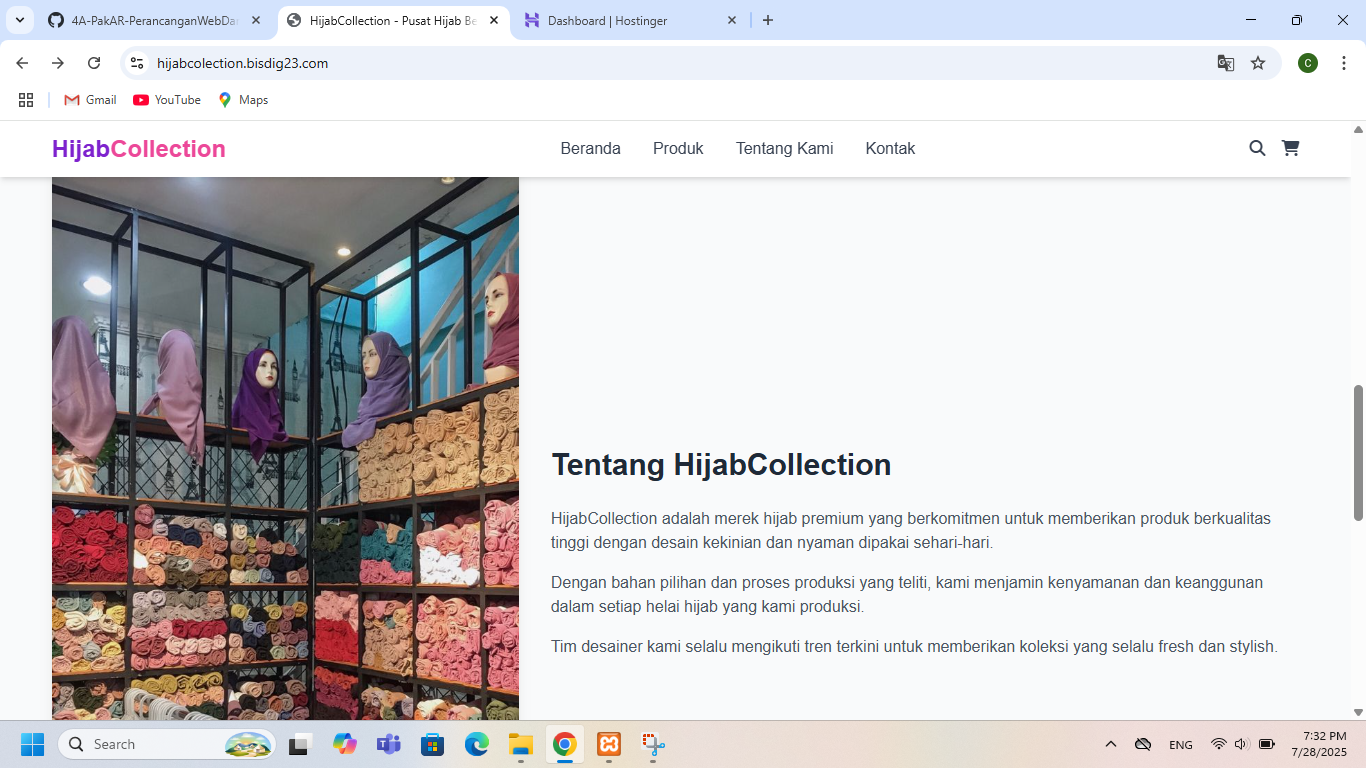 4A-PakAR-PerancanganWebDa
HijabCollection - Pusat Hijab Be
Dashboard | Hostinger
hijabcolection.bisdig23.com
C
Gmail
YouTube
Maps
HijabCollection
Beranda
Produk
Tentang Kami
Kontak
Tentang HijabCollection
HijabCollection adalah merek hijab premium yang berkomitmen untuk memberikan produk berkualitas
tinggi dengan desain kekinian dan nyaman dipakai sehari-hari.
Dengan bahan pilihan dan proses produksi yang teliti, kami menjamin kenyamanan dan keanggunan
dalam setiap helai hijab yang kami produksi.
Tim desainer kami selalu mengikuti tren terkini untuk memberikan koleksi yang selalu fresh dan stylish.
Search
ENG
7:32 PM
7/28/2025